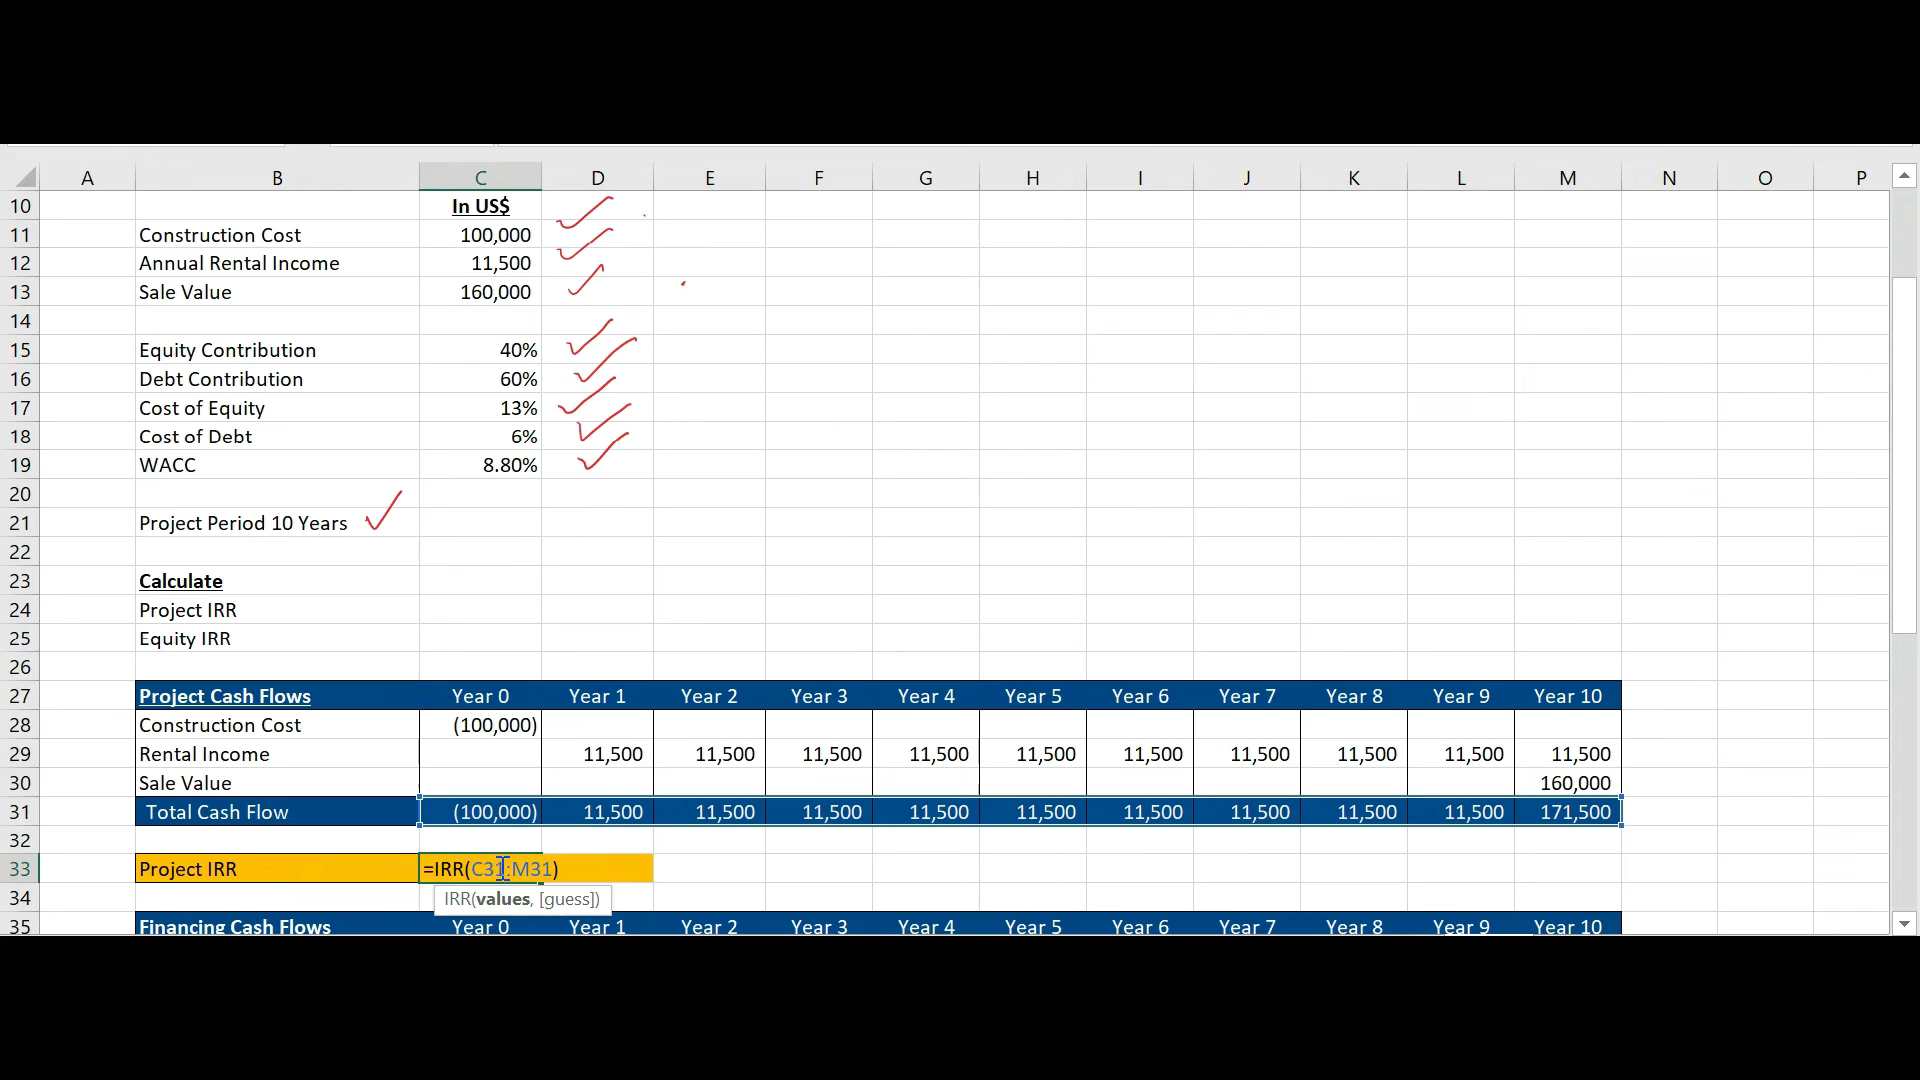 A B C D E F G H I J K L M N O P
10 In US$
11 Construction Cost 100,000
12 Annual Rental Income 11,500
13 Sale Value 160,000
14
15 Equity Contribution 40%
16 Debt Contribution 60%
17 Cost of Equity 13%
18 Cost of Debt 6%
19 WACC 8.80%
20
21 Project Period 10 Years
22
23 Calculate
24 Project IRR
25 Equity IRR
26
27 Project Cash Flows Year 0 Year 1 Year 2 Year 3 Year 4 Year 5 Year 6 Year 7 Year 8 Year 9 Year 10
28 Construction Cost (100,000)
29 Rental Income 11,500 11,500 11,500 11,500 11,500 11,500 11,500 11,500 11,500 11,500
30 Sale Value 160,000
31 Total Cash Flow (100,000) 11,500 11,500 11,500 11,500 11,500 11,500 11,500 11,500 11,500 171,500
32
33 Project IRR =IRR(C31:M31)
34 IRR(values, [guess])
35 Financing Cash Flows Year 0 Year 1 Year 2 Year 3 Year 4 Year 5 Year 6 Year 7 Year 8 Year 9 Year 10